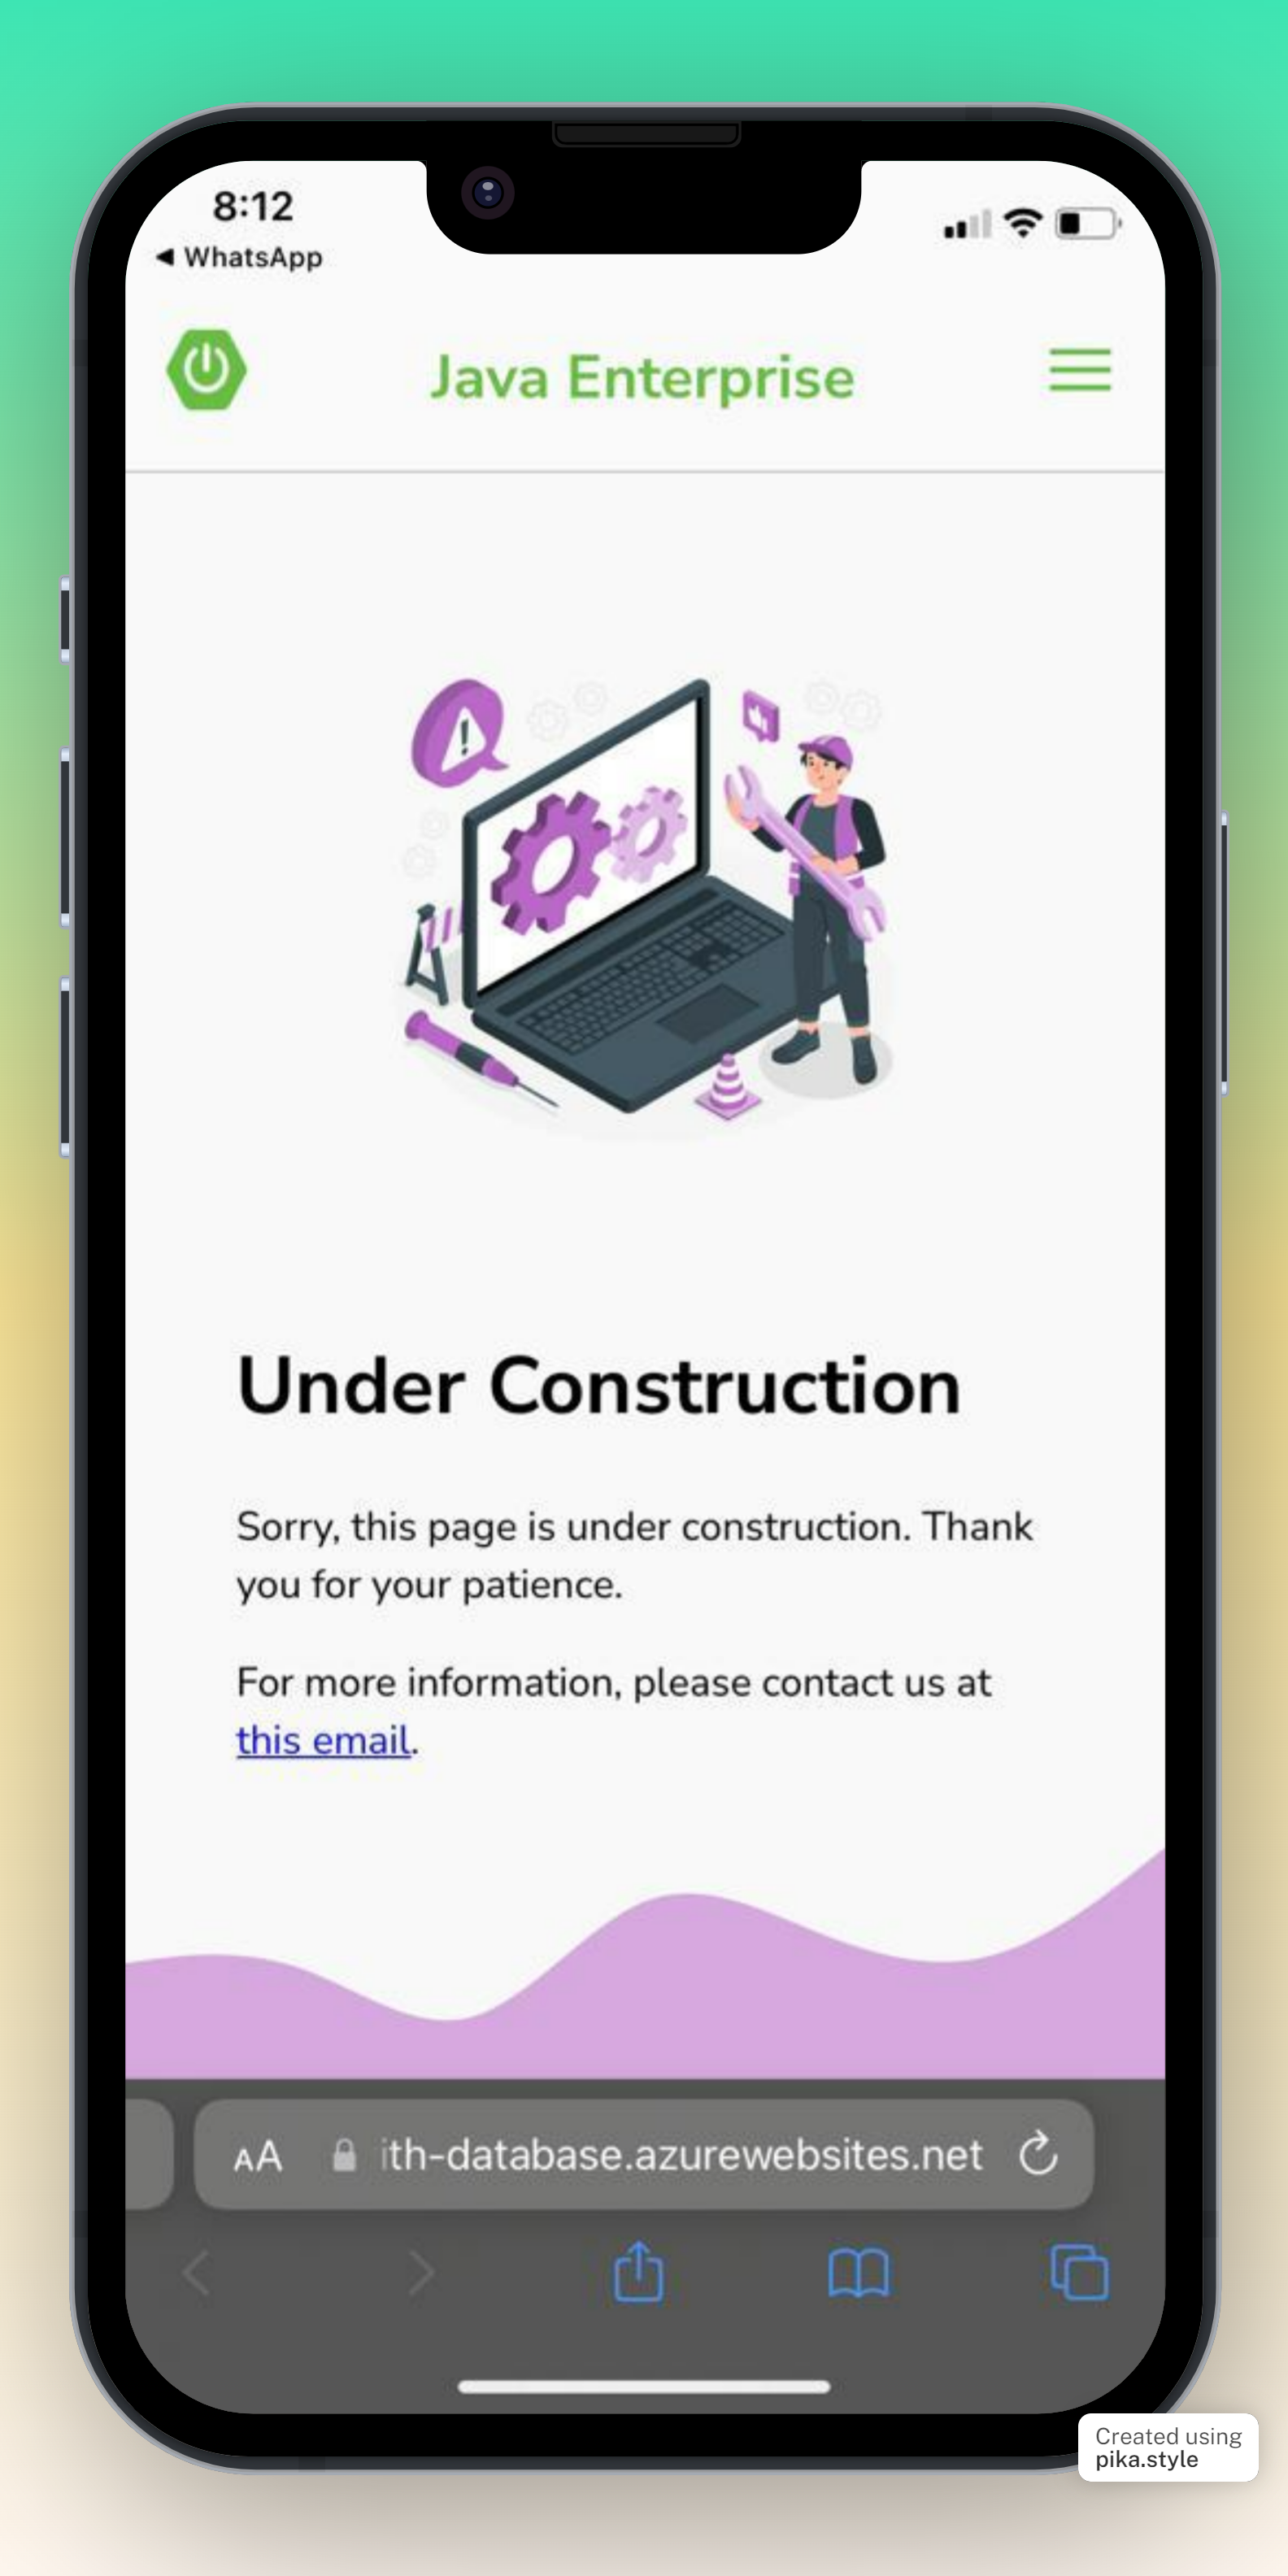 8:12
◀ WhatsApp
Java Enterprise
Under Construction
Sorry, this page is under construction. Thank
you for your patience.
For more information, please contact us at
this email.
AA ith-database.azurewebsites.net
Created using
pika.style